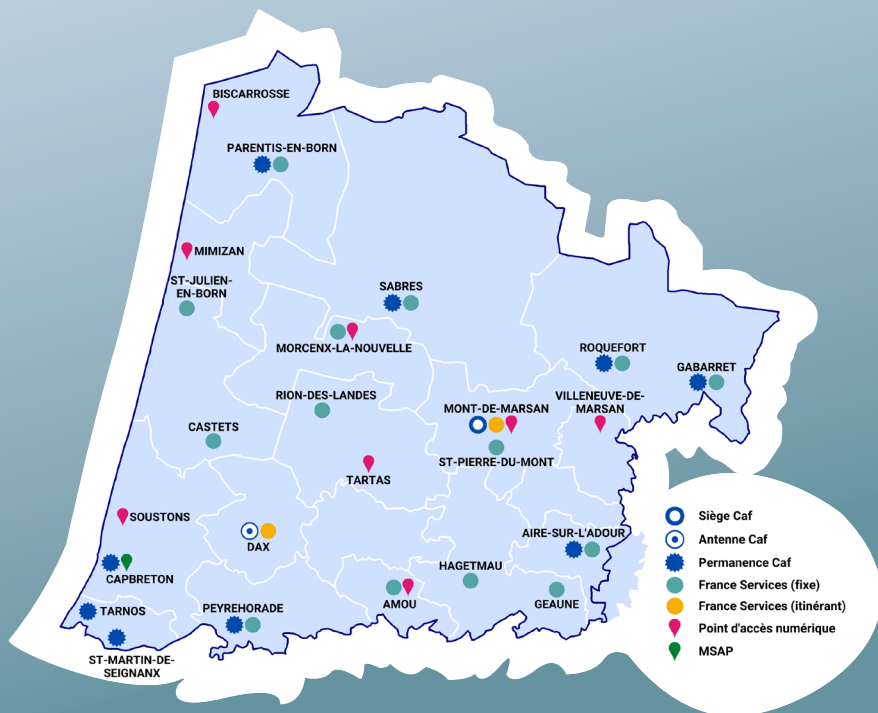 BISCARROSSE
PARENTIS-EN-BORN
MIMIZAN
ST-JULIEN-
EN-BORN
SABRES
MORCENX-LA-NOUVELLE
ROQUEFORT
GABARRET
RION-DES-LANDES
MONT-DE-MARSAN
VILLENEUVE-DE-
MARSAN
CASTETS
ST-PIERRE-DU-MONT
TARTAS
SOUSTONS
DAX
AIRE-SUR-L'ADOUR
CAPBRETON
HAGETMAU
AMOU
GEAUNE
TARNOS
PEYREHORADE
ST-MARTIN-DE-
SEIGNANX
Siège Caf
Antenne Caf
Permanence Caf
France Services (fixe)
France Services (itinérant)
Point d'accès numérique
MSAP